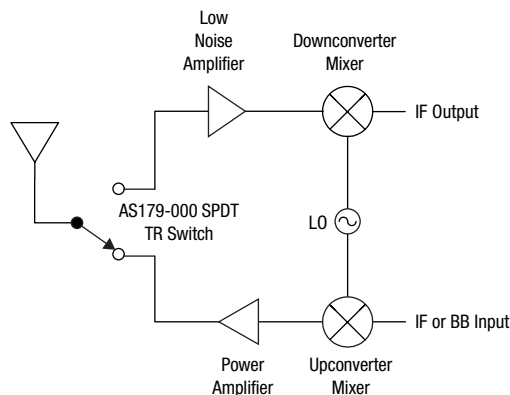 Low
Noise
Amplifier
Downconverter
Mixer
IF Output
AS179-000 SPDT
TR Switch
LO
IF or BB Input
Power
Amplifier
Upconverter
Mixer